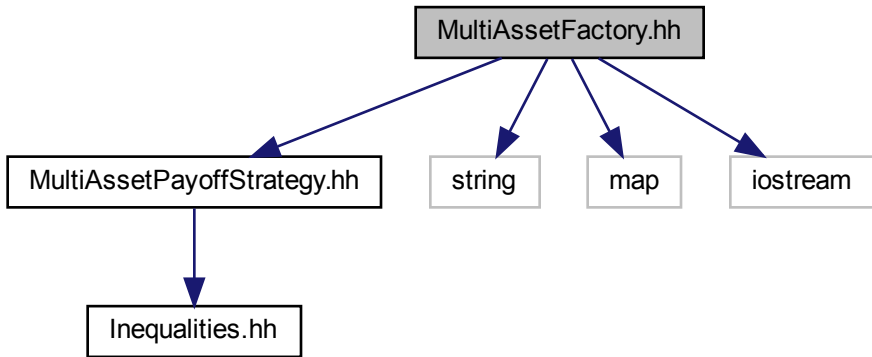 MultiAssetFactory.hh
MultiAssetPayoffStrategy.hh
string
map
iostream
Inequalities.hh